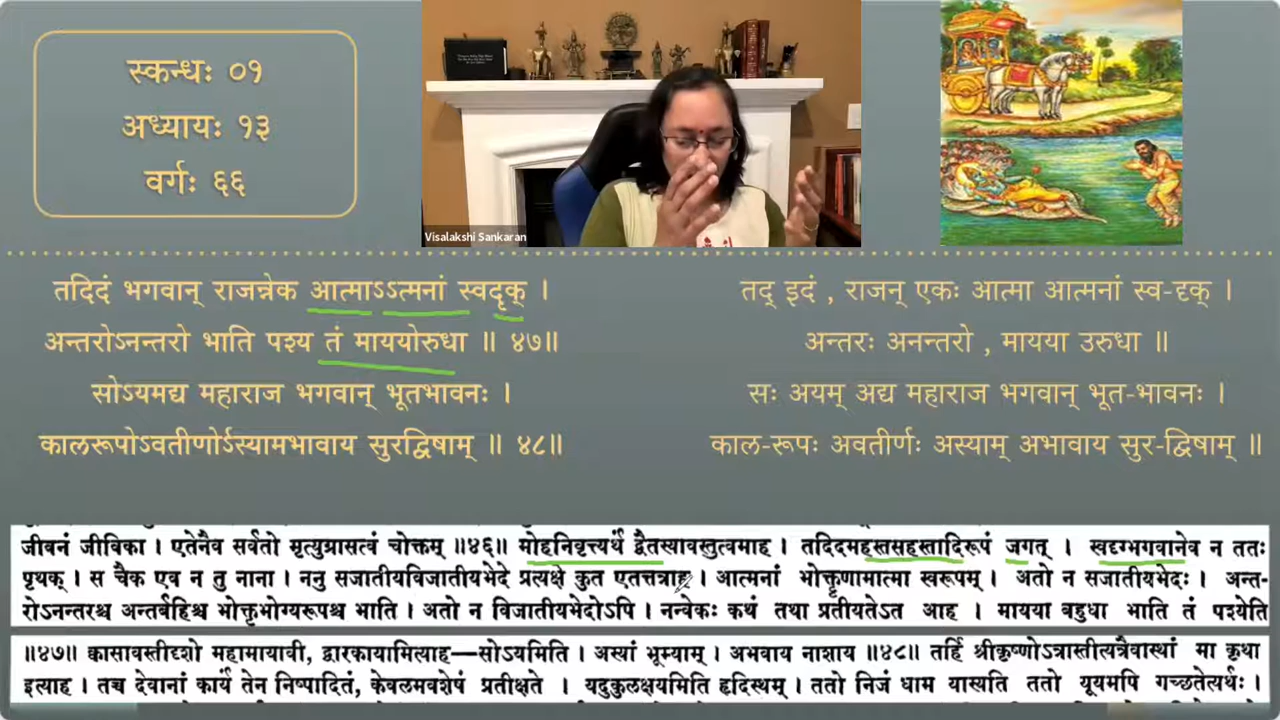 स्कन्धः ०१
अध्यायः १३
वर्गः ६६
Visalakshi Sankaran
तदिदं भगवान् राजन्नेक आत्माऽऽत्मनां स्वदृक् ।
अन्तरोऽनन्तरो भाति पश्य तं माययोरुधा ॥ ४७॥
सोऽयमद्य महाराज भगवान् भूतभावनः ।
कालरूपोऽवतीर्णोऽस्यामभावाय सुरद्विषाम् ॥ ४८॥
तद् इदं , राजन् एकः आत्मा आत्मनां स्व-दृक् ।
अन्तरः अनन्तरो , मायया उरुधा ॥
सः अयम् अद्य महाराज भगवान् भूत-भावनः ।
काल-रूपः अवतीर्णः अस्याम् अभावाय सुर-द्विषाम् ॥
जीवनं जीविका । एतेनैव सर्वतो मृत्युग्रासत्वं चोक्तम् ॥४६॥ मोहनिवृत्त्यर्थं द्वैतस्यावस्तुत्वमाह । तदिदमहस्तसहस्तादिरूपं जगत् । स्वदृग्भगवानेव न ततः
पृथक् । स चैक एव न तु नाना । ननु सजातीयविजातीयभेदे प्रत्यक्षे कुत एतत्तत्राह । आत्मनां भोक्तॄणामात्मा स्वरूपम् । अतो न सजातीयभेदः । अन्त-
रोऽनन्तरश्च अन्तर्बहिश्च भोक्तृभोग्यरूपश्च भाति । अतो न विजातीयभेदोऽपि । नन्वेकः कथं तथा प्रतीयतेऽत आह । मायया बहुधा भाति तं पश्येति
॥४७॥ क्वासावस्तीदृशो महामायावी, द्वारकायामित्याह—सोऽयमिति । अस्यां भूम्याम् । अभवाय नाशाय ॥४८॥ तर्हि श्रीकृष्णोऽत्रास्तीत्यत्रैवास्थां मा कृथा
इत्याह । तच्च देवानां कार्यं तेन निष्पादितं, केवलमवशेषं प्रतीक्षते । यदुकुलक्षयमिति हृदिस्थम् । ततो निजं धाम यास्यति ततो यूयमपि गच्छतेत्यर्थः ।